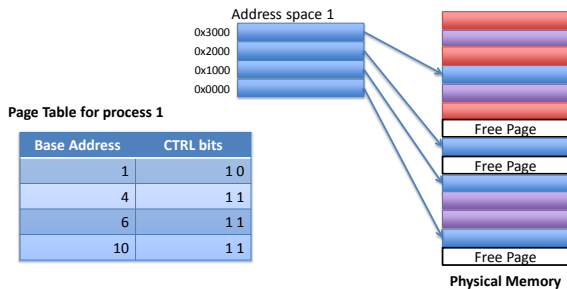 Address space 1
0x3000
0x2000
0x1000
0x0000
Page Table for process 1
Base Address CTRL bits
1 1 0
4 1 1
6 1 1
10 1 1
Free Page
Free Page
Free Page
Physical Memory